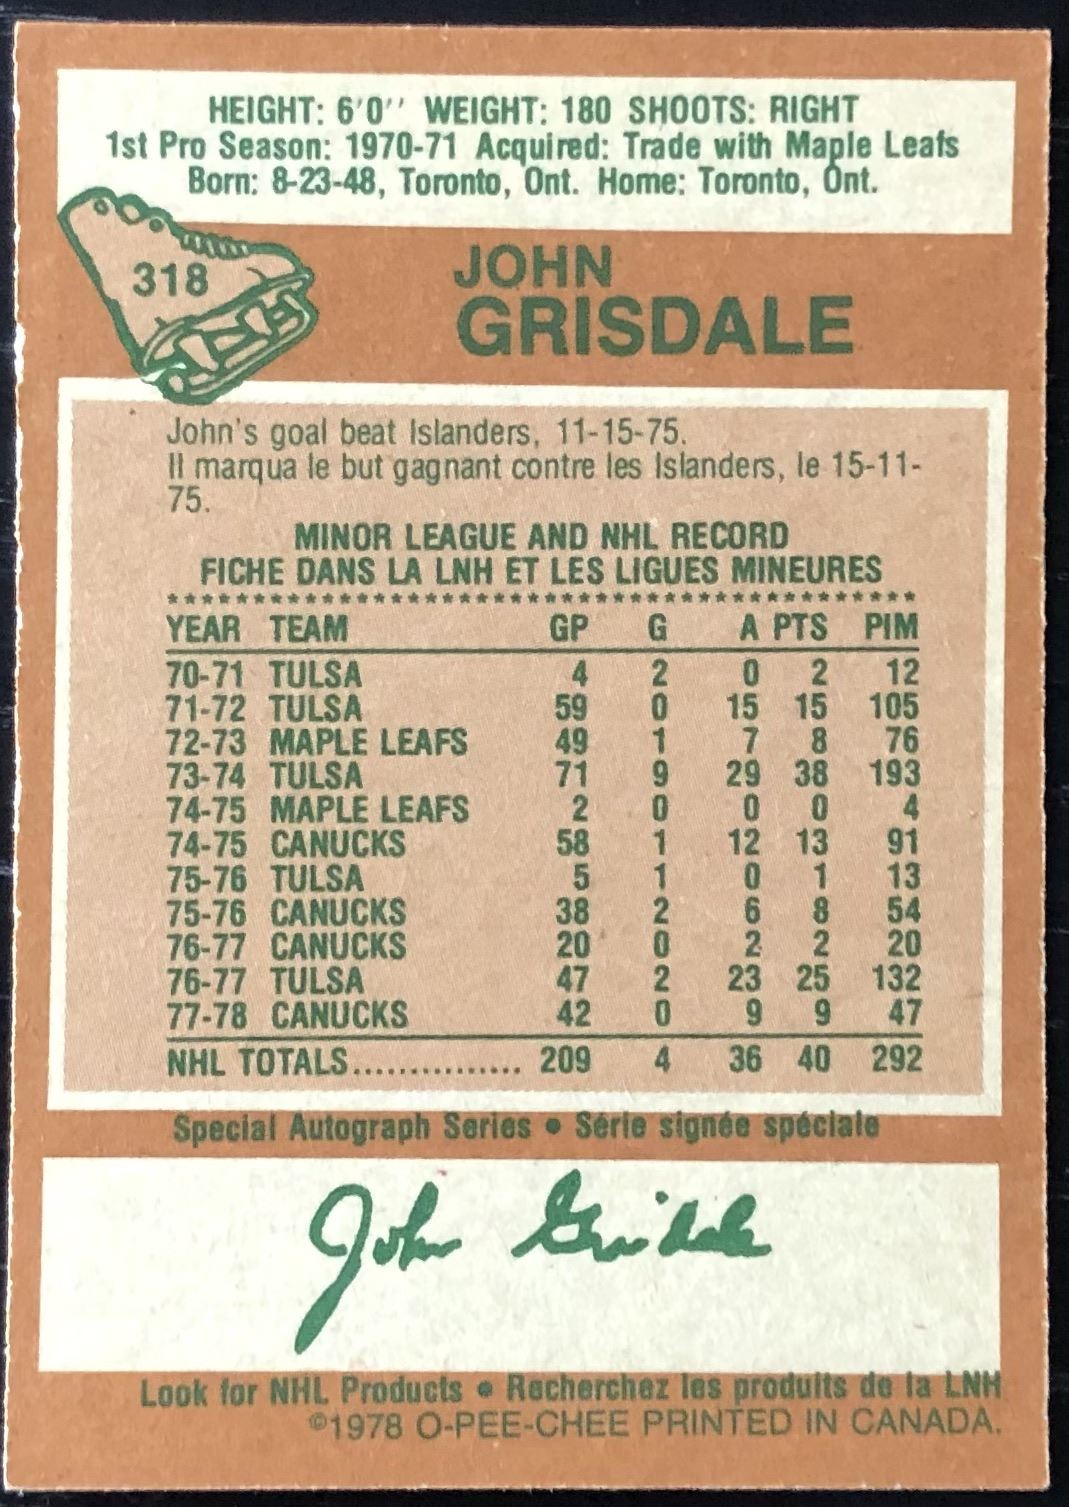 HEIGHT: 6'0'' WEIGHT: 180 SHOOTS: RIGHT
1st Pro Season: 1970-71 Acquired: Trade with Maple Leafs
Born: 8-23-48, Toronto, Ont. Home: Toronto, Ont.
318
JOHN
GRISDALE
John's goal beat Islanders, 11-15-75.
Il marqua le but gagnant contre les Islanders, le 15-11-
75.
MINOR LEAGUE AND NHL RECORD
FICHE DANS LA LNH ET LES LIGUES MINEURES
YEAR TEAM GP G A PTS PIM
70-71 TULSA 4 2 0 2 12
71-72 TULSA 59 0 15 15 105
72-73 MAPLE LEAFS 49 1 7 8 76
73-74 TULSA 71 9 29 38 193
74-75 MAPLE LEAFS 2 0 0 0 4
74-75 CANUCKS 58 1 12 13 91
75-76 TULSA 5 1 0 1 13
75-76 CANUCKS 38 2 6 8 54
76-77 CANUCKS 20 0 2 2 20
76-77 TULSA 47 2 23 25 132
77-78 CANUCKS 42 0 9 9 47
NHL TOTALS............... 209 4 36 40 292
Special Autograph Series • Série signée spéciale
John Grisdale
Look for NHL Products • Recherchez les produits de la LNH
©1978 O-PEE-CHEE PRINTED IN CANADA.